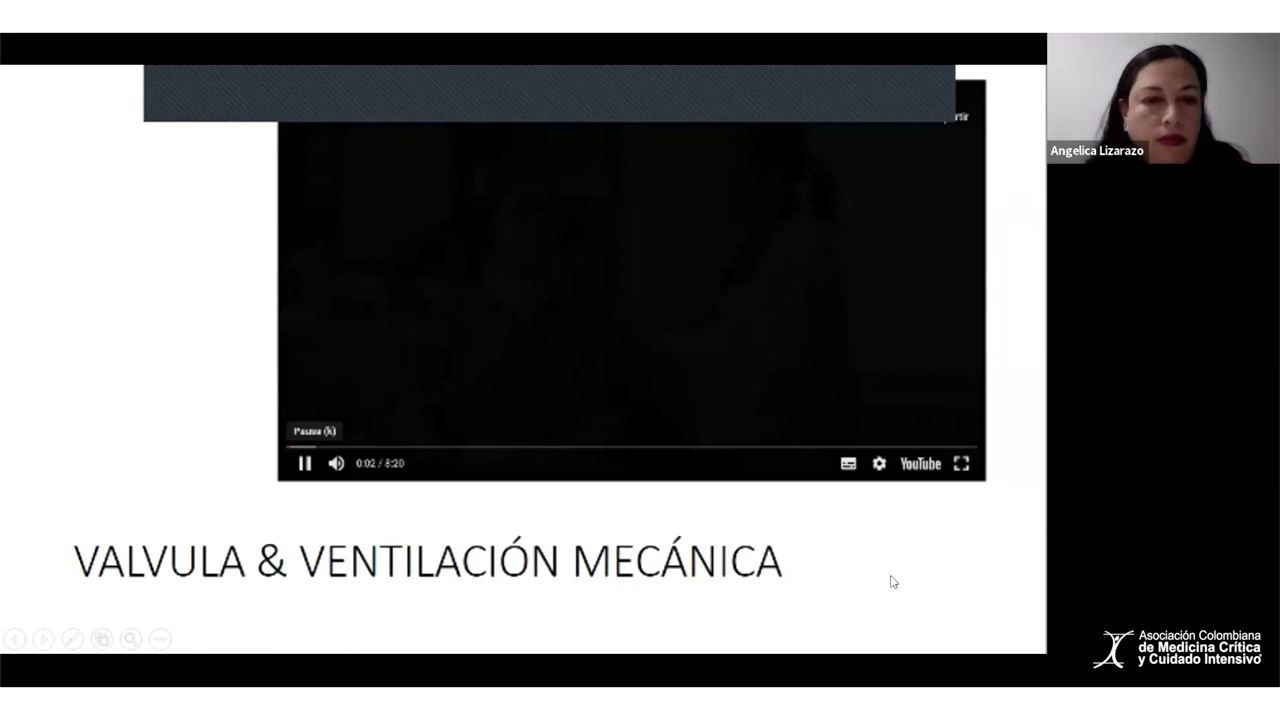 Angelica Lizarazo
Pausa (k)
0:02 / 8:20
YouTube
VALVULA & VENTILACIÓN MECÁNICA
Asociación Colombiana
de Medicina Crítica
y Cuidado Intensivo